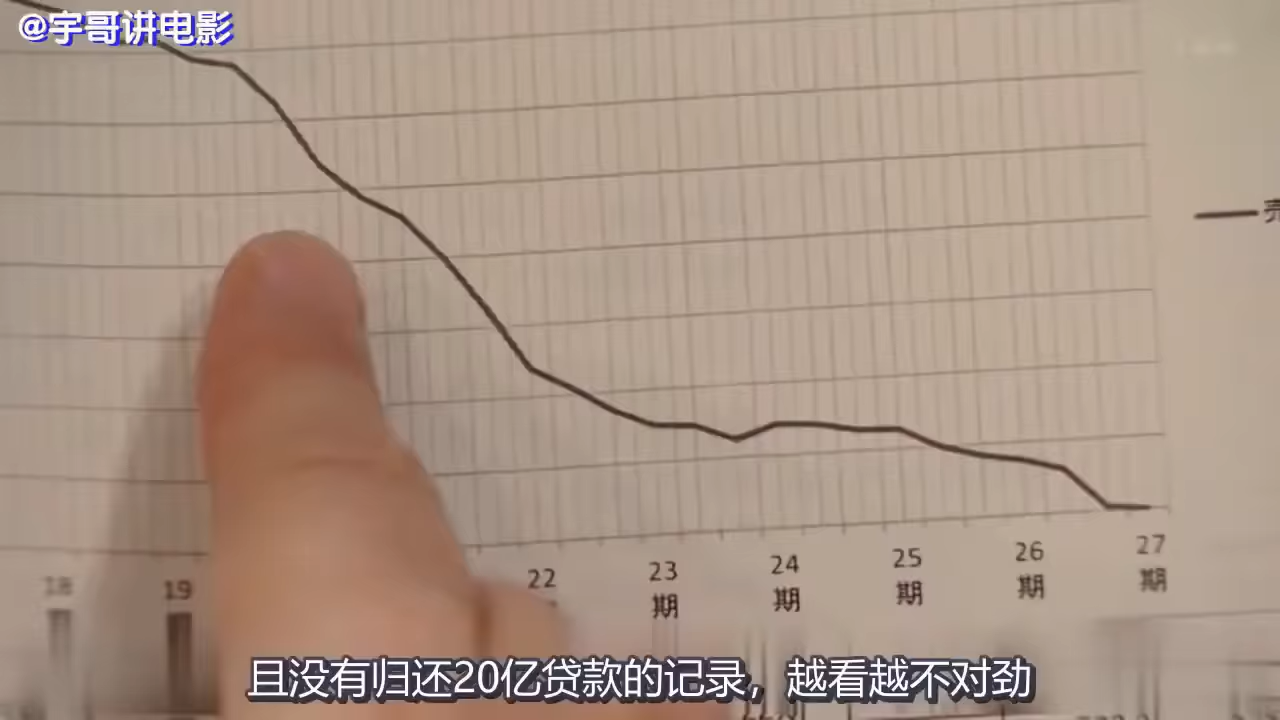 @宇哥讲电影
売
18
19
22
23
24
25
26
27
期
期
期
期
期
且没有归还20亿贷款的记录，越看越不对劲